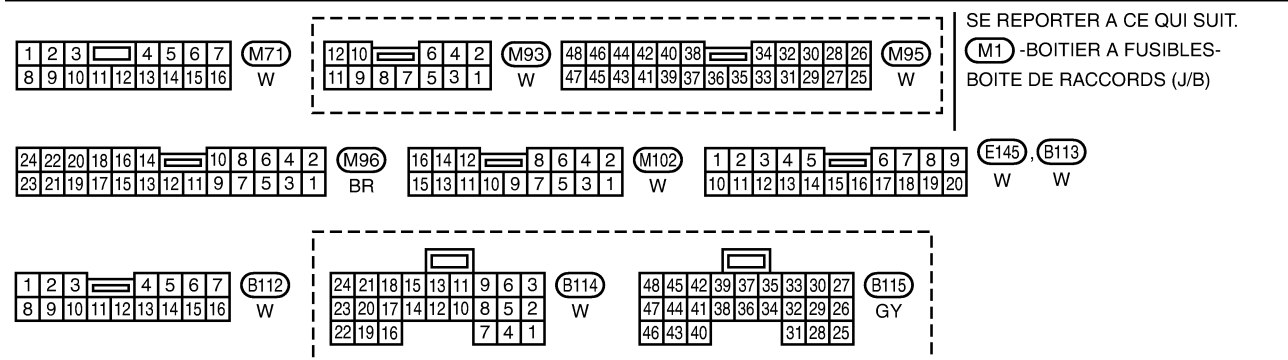 1 2 3 4 5 6 7 M71
8 9 10 11 12 13 14 15 16 W
12 10 6 4 2 M93
11 9 8 7 5 3 1 W
48 46 44 42 40 38 34 32 30 28 26 M95
47 45 43 41 39 37 36 35 33 31 29 27 25 W
SE REPORTER A CE QUI SUIT.
M1 -BOITIER A FUSIBLES-
BOITE DE RACCORDS (J/B)
24 22 20 18 16 14 10 8 6 4 2 M96
23 21 19 17 15 13 12 11 9 7 5 3 1 BR
16 14 12 8 6 4 2 M102
15 13 11 10 9 7 5 3 1 W
1 2 3 4 5 6 7 8 9 E145 , B113
10 11 12 13 14 15 16 17 18 19 20 W W
1 2 3 4 5 6 7 B112
8 9 10 11 12 13 14 15 16 W
24 21 18 15 13 11 9 6 3 B114
23 20 17 14 12 10 8 5 2 W
22 19 16 7 4 1
48 45 42 39 37 35 33 30 27 B115
47 44 41 38 36 34 32 29 26 GY
46 43 40 31 28 25